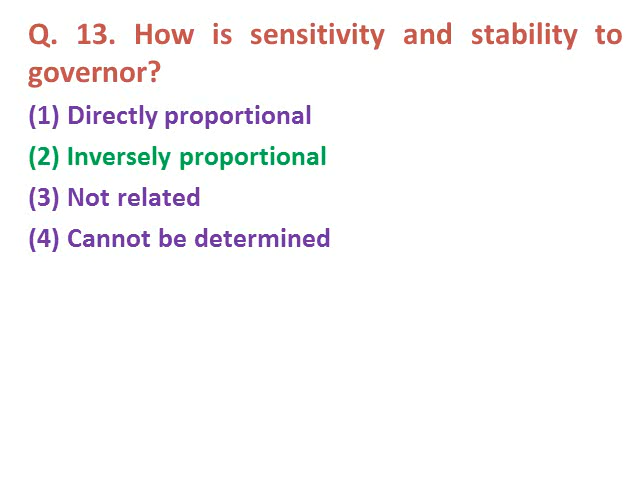 Q. 13. How is sensitivity and stability to
governor?
(1) Directly proportional
(2) Inversely proportional
(3) Not related
(4) Cannot be determined